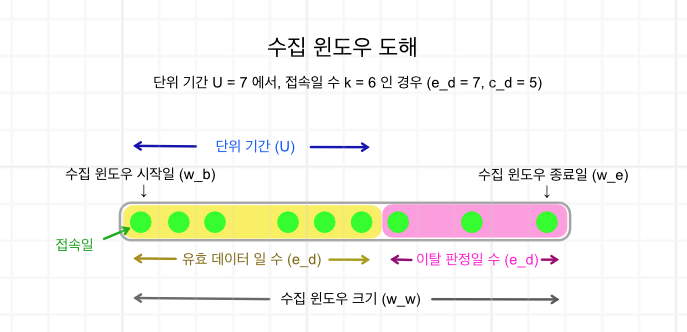 수집 윈도우 도해
단위 기간 U = 7 에서, 접속일 수 k = 6 인 경우 (e_d = 7, c_d = 5)
단위 기간 (U)
수집 윈도우 시작일 (w_b)
수집 윈도우 종료일 (w_e)
↓
↓
접속일
유효 데이터 일 수 (e_d)
이탈 판정일 수 (e_d)
수집 윈도우 크기 (w_w)